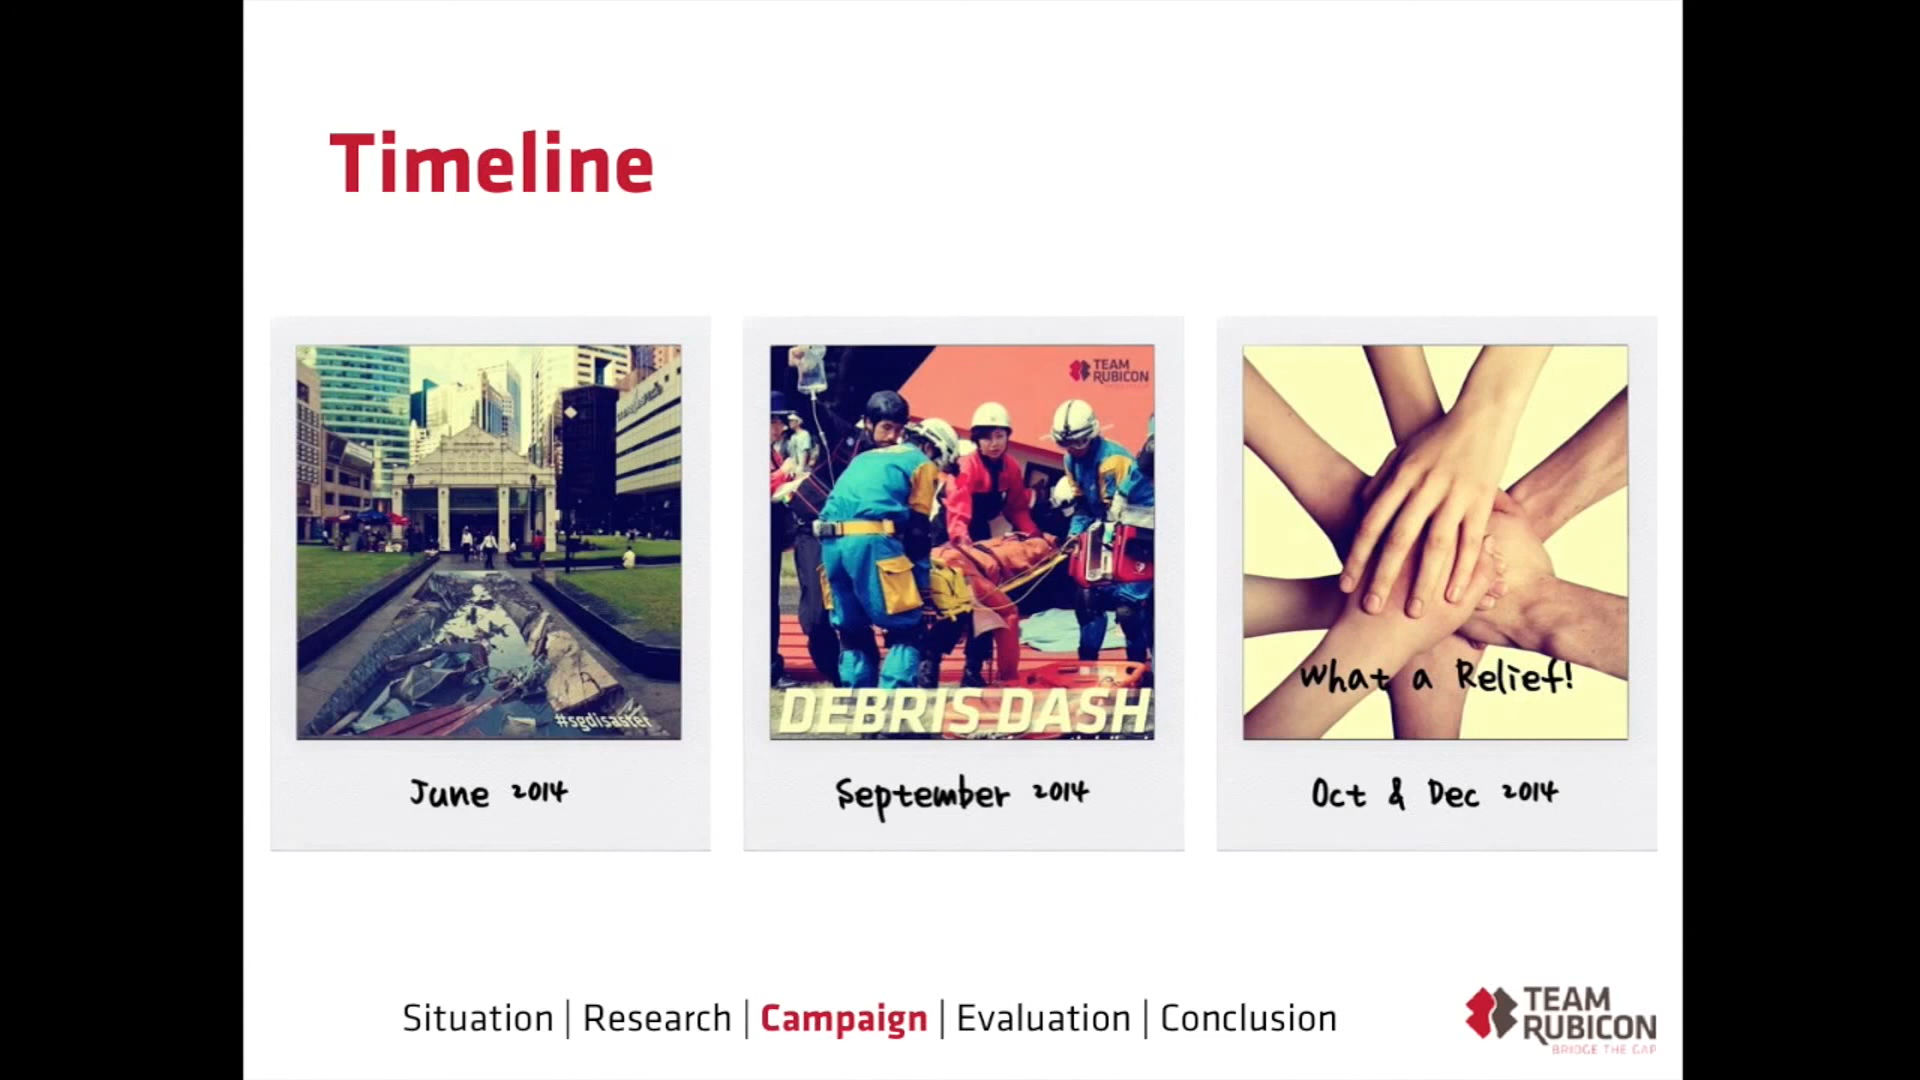 Timeline
#sgdisaster
TEAM
RUBICON
DEBRIS DASH
What a Relief!
June 2014
September 2014
Oct & Dec 2014
Situation | Research | Campaign | Evaluation | Conclusion
TEAM
RUBICON
BRIDGE THE GAP